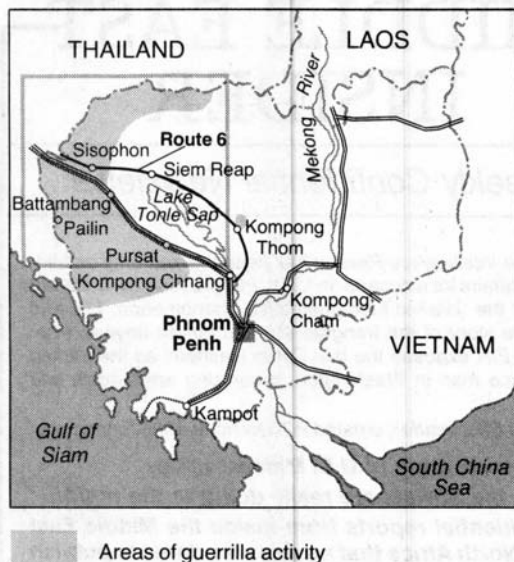 THAILAND
LAOS
Mekong River
Route 6
Sisophon
Siem Reap
Battambang
Lake
Tonle Sap
Pailin
Kompong
Thom
Pursat
Kompong Chnang
Kompong
Cham
Phnom
Penh
VIETNAM
Kampot
Gulf of
Siam
South China
Sea
Areas of guerrilla activity